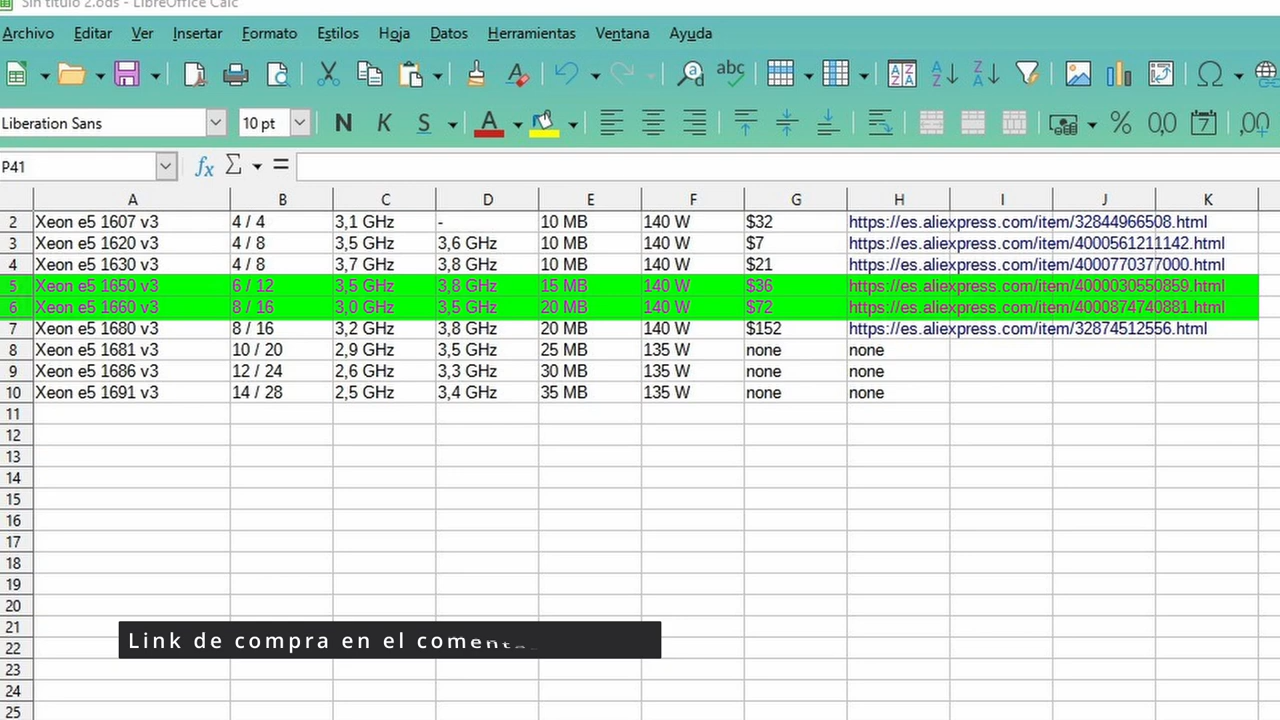 Sin título 2.ods - LibreOffice Calc
Archivo Editar Ver Insertar Formato Estilos Hoja Datos Herramientas Ventana Ayuda
Liberation Sans 10 pt N K S A % 0,0 7 ,00
P41 fx Σ =
A B C D E F G H I J K
2 Xeon e5 1607 v3 4 / 4 3,1 GHz - 10 MB 140 W $32 https://es.aliexpress.com/item/32844966508.html
3 Xeon e5 1620 v3 4 / 8 3,5 GHz 3,6 GHz 10 MB 140 W $7 https://es.aliexpress.com/item/4000561211142.html
4 Xeon e5 1630 v3 4 / 8 3,7 GHz 3,8 GHz 10 MB 140 W $21 https://es.aliexpress.com/item/4000770377000.html
5 Xeon e5 1650 v3 6 / 12 3,5 GHz 3,8 GHz 15 MB 140 W $36 https://es.aliexpress.com/item/4000030550859.html
6 Xeon e5 1660 v3 8 / 16 3,0 GHz 3,5 GHz 20 MB 140 W $72 https://es.aliexpress.com/item/4000874740881.html
7 Xeon e5 1680 v3 8 / 16 3,2 GHz 3,8 GHz 20 MB 140 W $152 https://es.aliexpress.com/item/32874512556.html
8 Xeon e5 1681 v3 10 / 20 2,9 GHz 3,5 GHz 25 MB 135 W none none
9 Xeon e5 1686 v3 12 / 24 2,6 GHz 3,3 GHz 30 MB 135 W none none
10 Xeon e5 1691 v3 14 / 28 2,5 GHz 3,4 GHz 35 MB 135 W none none
11
12
13
14
15
16
17
18
19
20
21
Link de compra en el
22
23
24
25